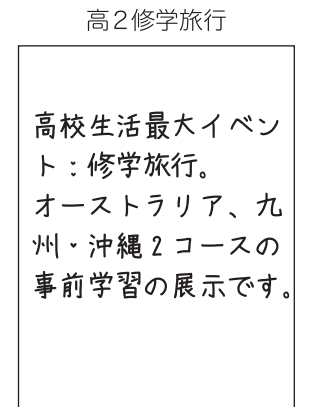 高2修学旅行
高校生活最大イベン
ト：修学旅行。
オーストラリア、九
州・沖縄2コースの
事前学習の展示です。